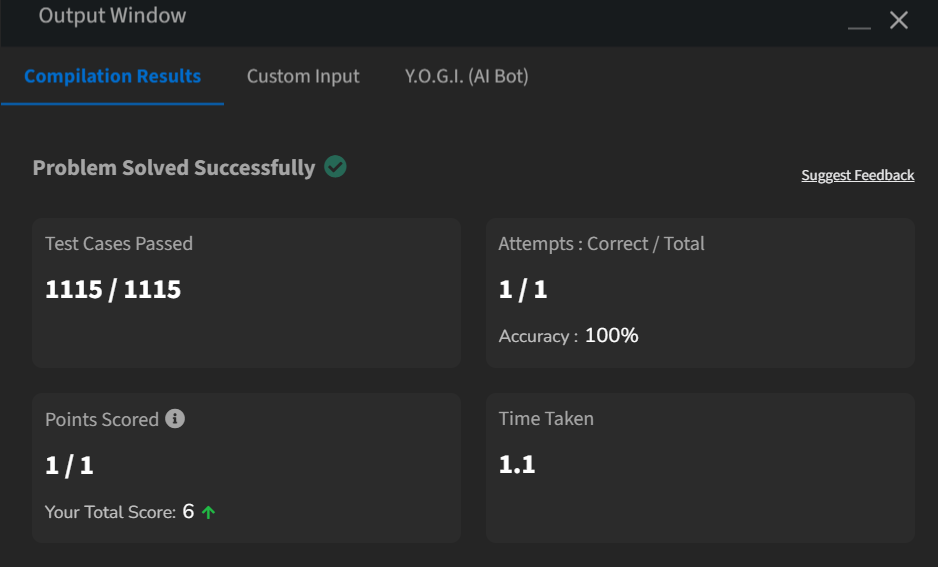 Output Window
Compilation Results Custom Input Y.O.G.I. (AI Bot)
Problem Solved Successfully
Suggest Feedback
Test Cases Passed
1115 / 1115
Attempts : Correct / Total
1 / 1
Accuracy : 100%
Points Scored
1 / 1
Your Total Score: 6
Time Taken
1.1